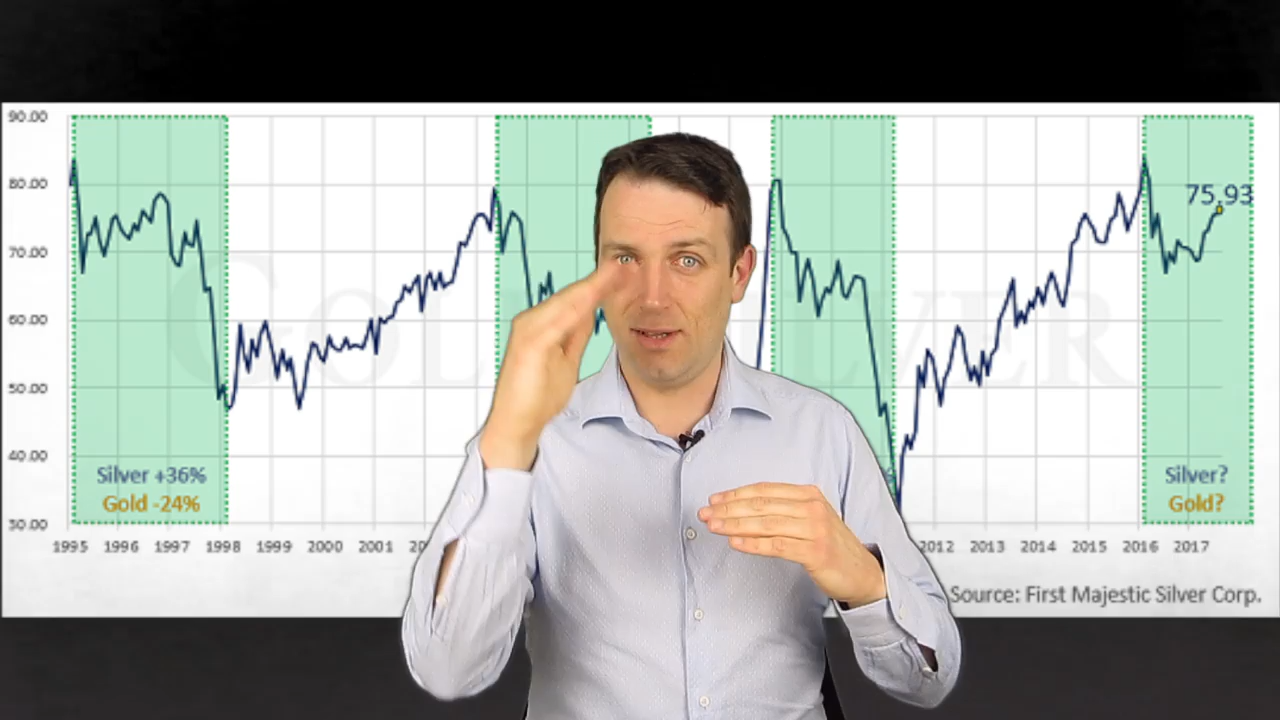 90.00
80.00
75,93
70.00
60.00
50.00
40.00
30.00
Silver +36%
Gold -24%
Silver?
Gold?
1995 1996 1997 1998 1999 2000 2001 2012 2013 2014 2015 2016 2017
Source: First Majestic Silver Corp.